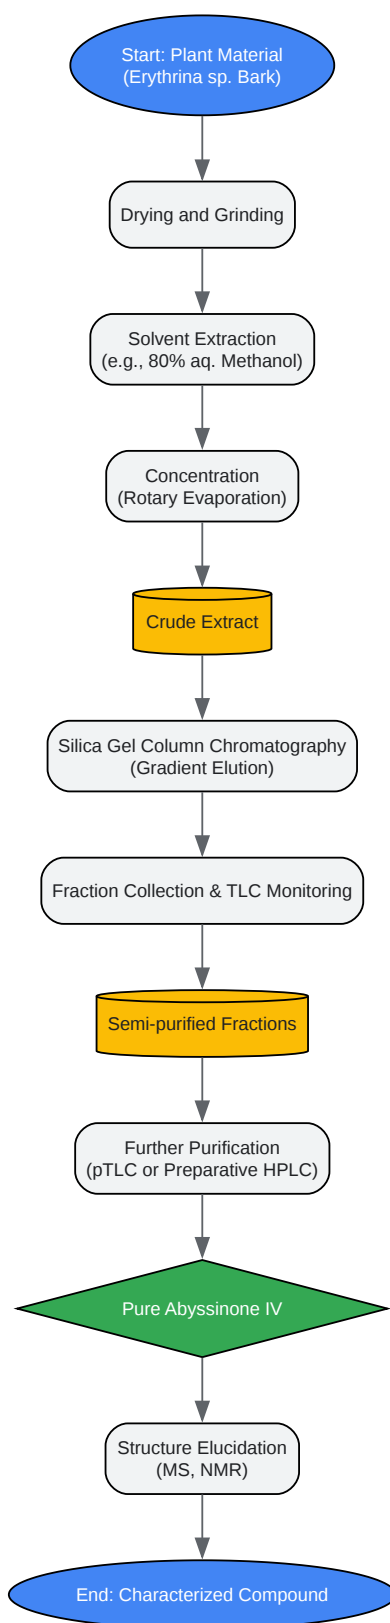 Start: Plant Material
(Erythrina sp. Bark)
Drying and Grinding
Solvent Extraction
(e.g., 80% aq. Methanol)
Concentration
(Rotary Evaporation)
Crude Extract
Silica Gel Column Chromatography
(Gradient Elution)
Fraction Collection & TLC Monitoring
Semi-purified Fractions
Further Purification
(pTLC or Preparative HPLC)
Pure Abyssinone IV
Structure Elucidation
(MS, NMR)
End: Characterized Compound